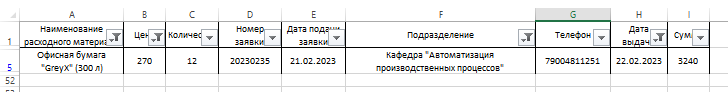 A B C D E F G H I
Наименование расходного матери Цен Количес Номер заявки Дата подачи заявки Подразделение Телефон Дата выдач Сум
1
Офисная бумага "GreyX" (300 л) 270 12 20230235 21.02.2023 Кафедра "Автоматизация производственных процессов" 79004811251 22.02.2023 3240
5
52